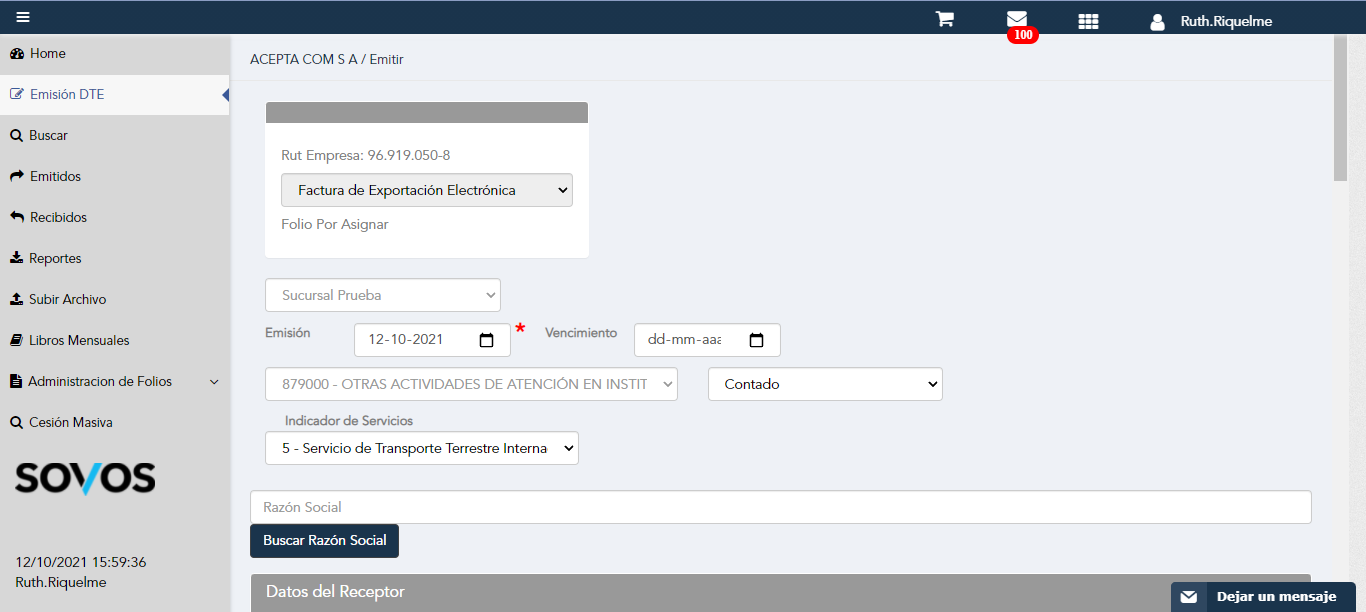 100
Ruth.Riquelme
Home
Emisión DTE
Buscar
Emitidos
Recibidos
Reportes
Subir Archivo
Libros Mensuales
Administracion de Folios
Cesión Masiva
SOVOS
12/10/2021 15:59:36
Ruth.Riquelme
ACEPTA COM S A / Emitir
Rut Empresa: 96.919.050-8
Factura de Exportación Electrónica
Folio Por Asignar
Sucursal Prueba
Emisión 12-10-2021 * Vencimiento dd-mm-aaa
879000 - OTRAS ACTIVIDADES DE ATENCIÓN EN INSTIT Contado
Indicador de Servicios
5 - Servicio de Transporte Terrestre Interna
Razón Social
Buscar Razón Social
Datos del Receptor
Dejar un mensaje